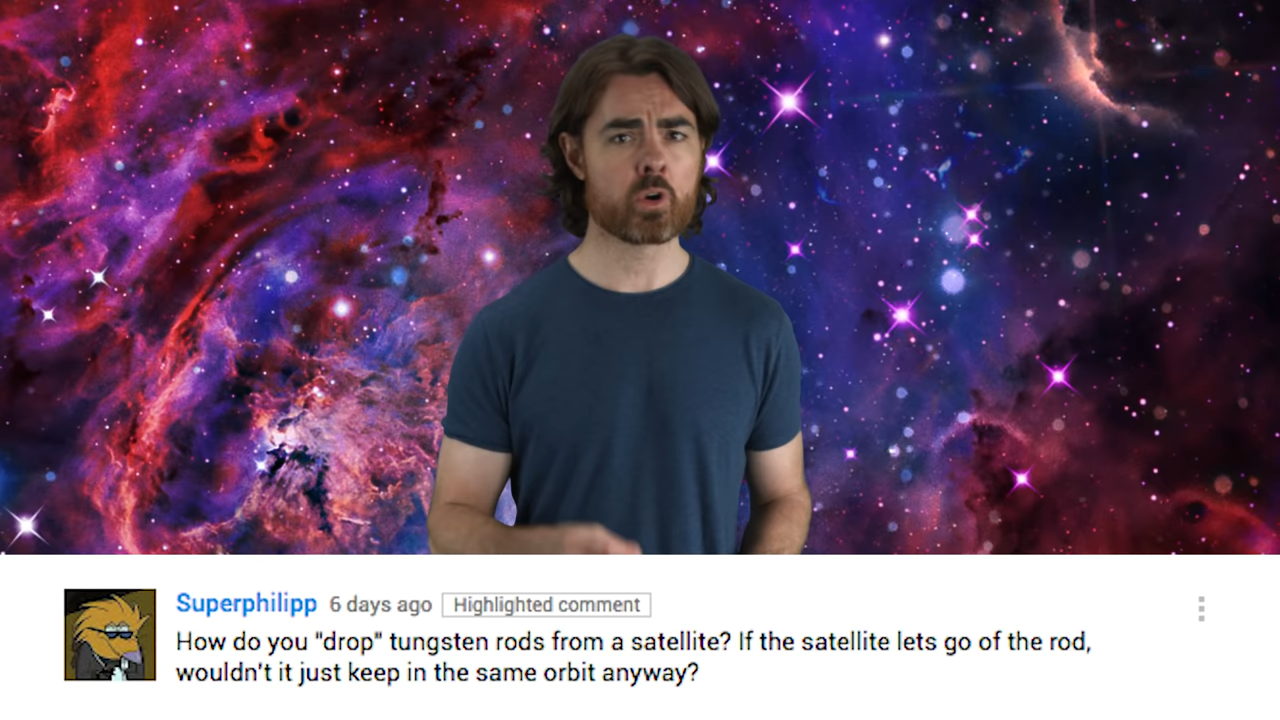 Superphilipp 6 days ago Highlighted comment
How do you "drop" tungsten rods from a satellite? If the satellite lets go of the rod,
wouldn't it just keep in the same orbit anyway?